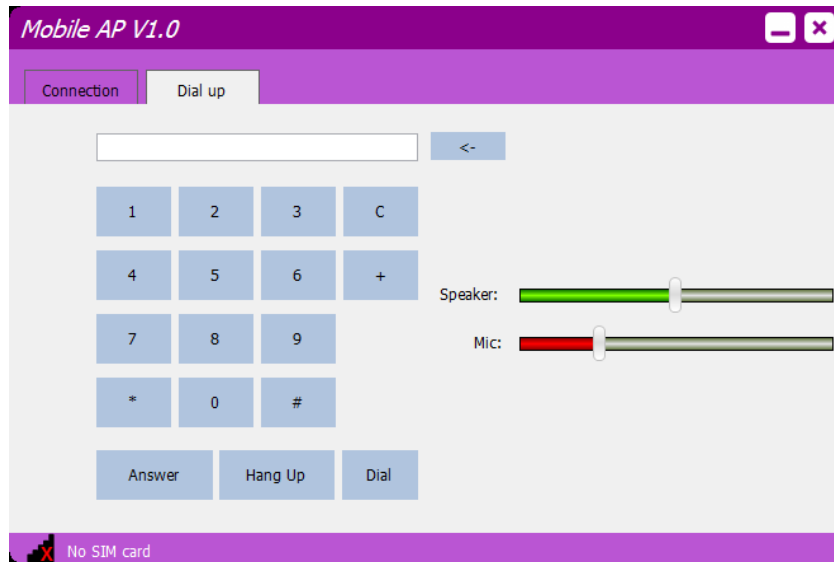 Mobile AP V1.0
Connection Dial up
<-
1 2 3 C
4 5 6 +
Speaker:
7 8 9
Mic:
* 0 #
Answer Hang Up Dial
No SIM card